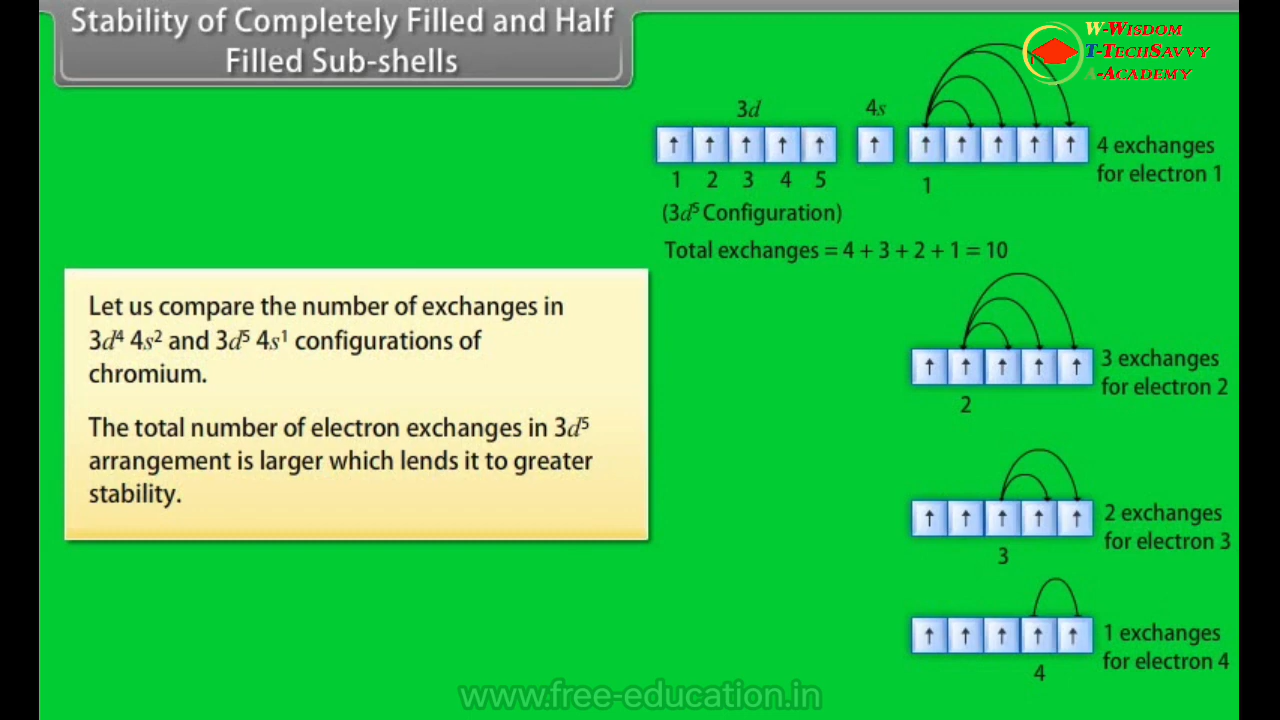 Stability of Completely Filled and Half
Filled Sub-shells
W-Wisdom
T-TechSavvy
A-Academy
3d 4s
4 exchanges
for electron 1
1 2 3 4 5 1
(3d⁵ Configuration)
Total exchanges = 4 + 3 + 2 + 1 = 10
Let us compare the number of exchanges in
3d⁴ 4s² and 3d⁵ 4s¹ configurations of
chromium.
The total number of electron exchanges in 3d⁵
arrangement is larger which lends it to greater
stability.
3 exchanges
for electron 2
2
2 exchanges
for electron 3
3
1 exchanges
for electron 4
4
www.free-education.in